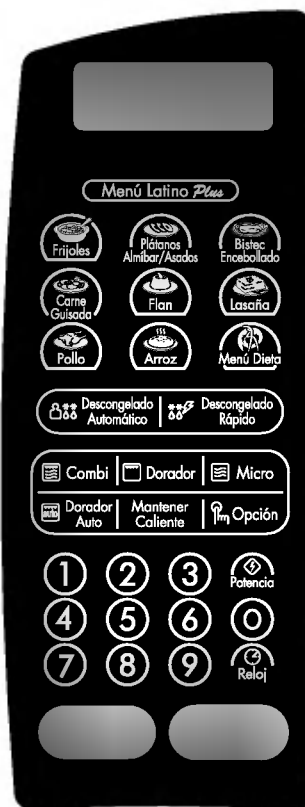 Menú Latino Plus
Frijoles
Plátanos
Almíbar/Asados
Bistec
Encebollado
Carne
Guisada
Flan
Lasaña
Pollo
Arroz
Menú Dieta
Descongelado
Automático
Descongelado
Rápido
Combi
Dorador
Micro
AUTO
Dorador
Auto
Mantener
Caliente
Opción
1 2 3
Potencia
4 5 6 0
7 8 9
Reloj